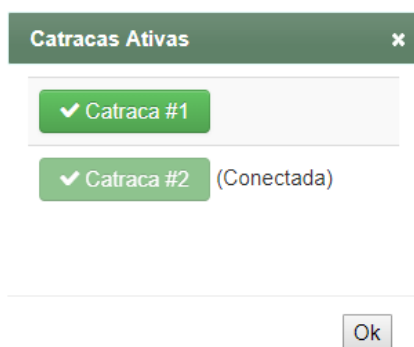 Catracas Ativas ×
✔ Catraca #1
✔ Catraca #2 (Conectada)
Ok